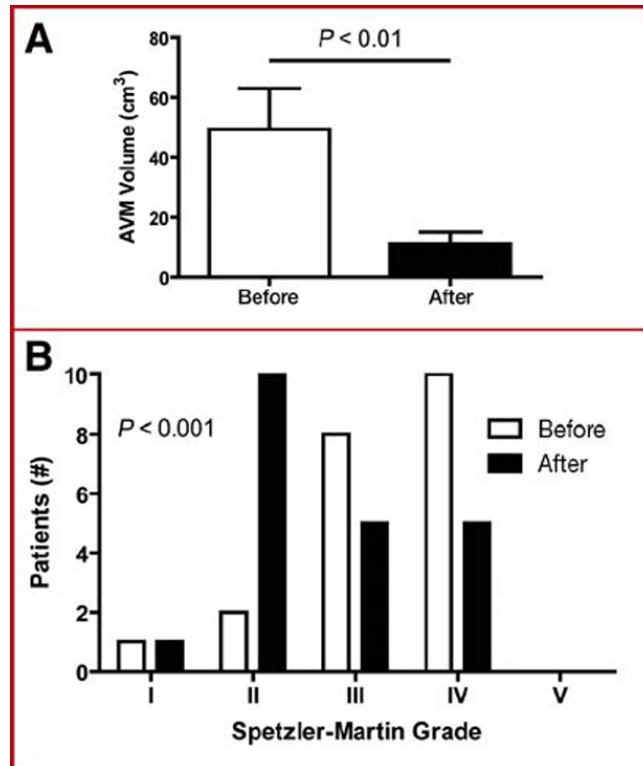 A
P < 0.01
80
60
40
20
0
AVM Volume (cm³)
Before
After
B
P < 0.001
Before
After
10
8
6
4
2
0
Patients (#)
I
II
III
IV
V
Spetzler-Martin Grade